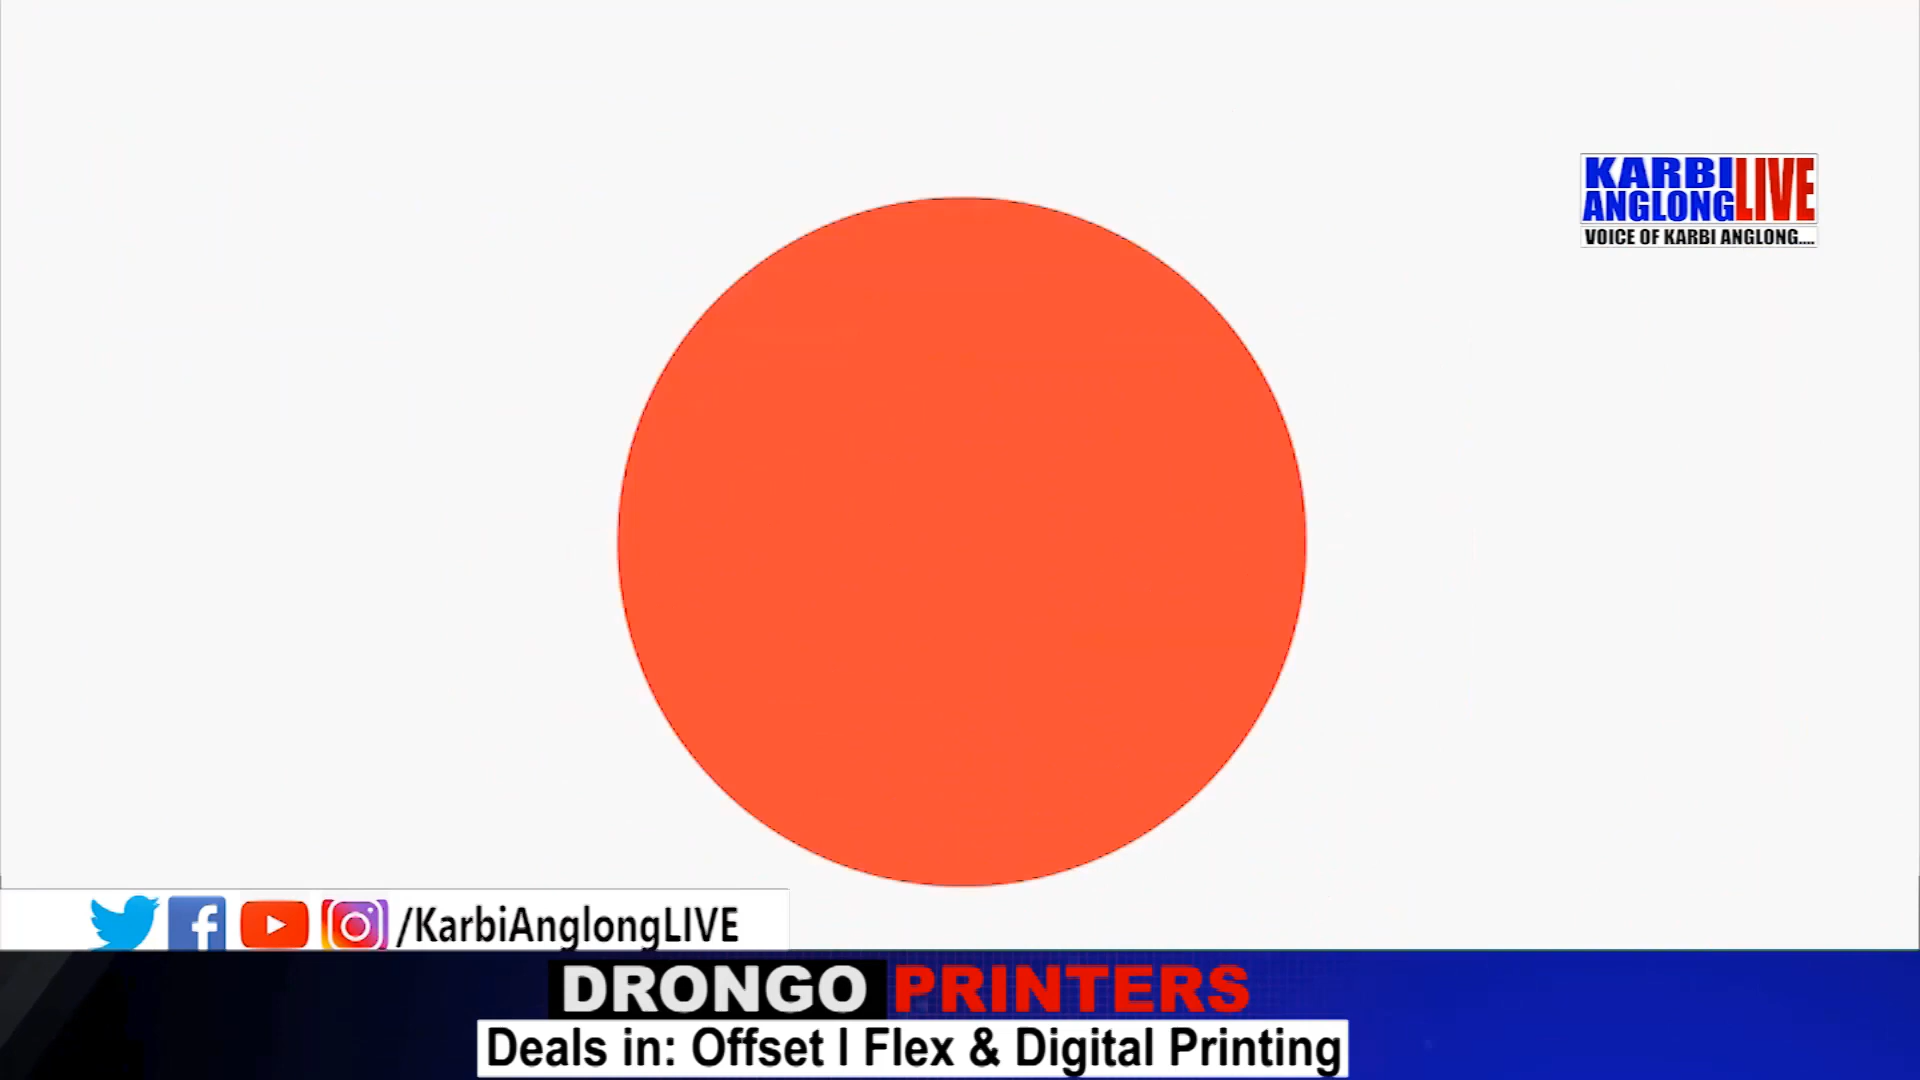 KARBI
ANGLONG LIVE
VOICE OF KARBI ANGLONG....
/KarbiAnglongLIVE
DRONGO PRINTERS
Deals in: Offset I Flex & Digital Printing